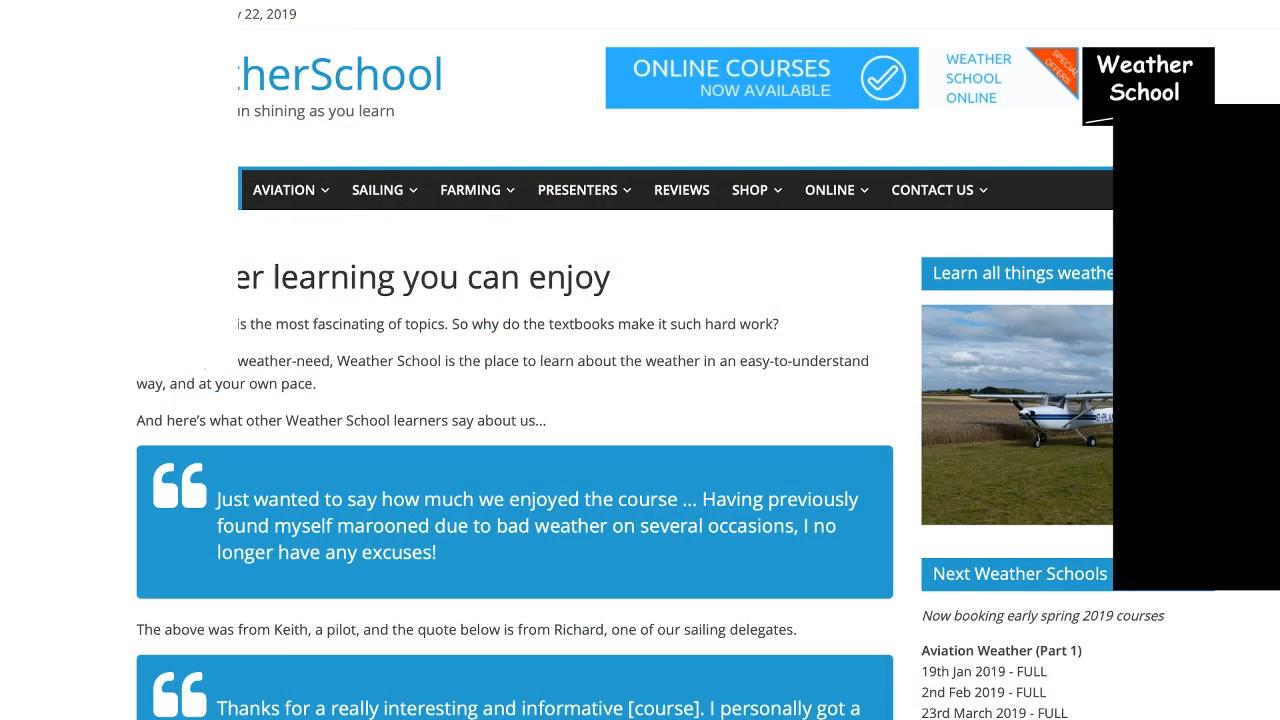 22, 2019
therSchool
un shining as you learn
ONLINE COURSES
NOW AVAILABLE
WEATHER
SCHOOL
ONLINE
SPECIAL
OFFERS
Weather
School
AVIATION
SAILING
FARMING
PRESENTERS
REVIEWS
SHOP
ONLINE
CONTACT US
er learning you can enjoy
is the most fascinating of topics. So why do the textbooks make it such hard work?
weather-need, Weather School is the place to learn about the weather in an easy-to-understand
way, and at your own pace.
And here’s what other Weather School learners say about us...
Just wanted to say how much we enjoyed the course ... Having previously
found myself marooned due to bad weather on several occasions, I no
longer have any excuses!
The above was from Keith, a pilot, and the quote below is from Richard, one of our sailing delegates.
Thanks for a really interesting and informative [course]. I personally got a
Learn all things weathe
Next Weather Schools
Now booking early spring 2019 courses
Aviation Weather (Part 1)
19th Jan 2019 - FULL
2nd Feb 2019 - FULL
23rd March 2019 - FULL